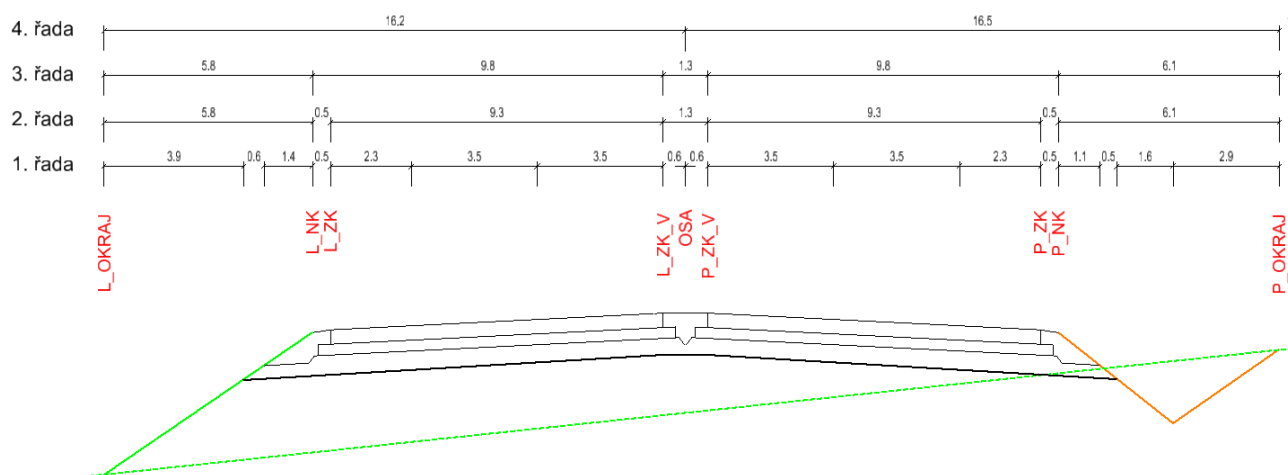 4. řada 16.2 16.5
3. řada 5.8 9.8 1.3 9.8 6.1
2. řada 5.8 0.5 9.3 1.3 9.3 0.5 6.1
1. řada 3.9 0.6 1.4 0.5 2.3 3.5 3.5 0.6 0.6 3.5 3.5 2.3 0.5 1.1 0.5 1.6 2.9
L_OKRAJ
L_NK
L_ZK
L_ZK_V
OSA
P_ZK_V
P_ZK
P_NK
P_OKRAJ